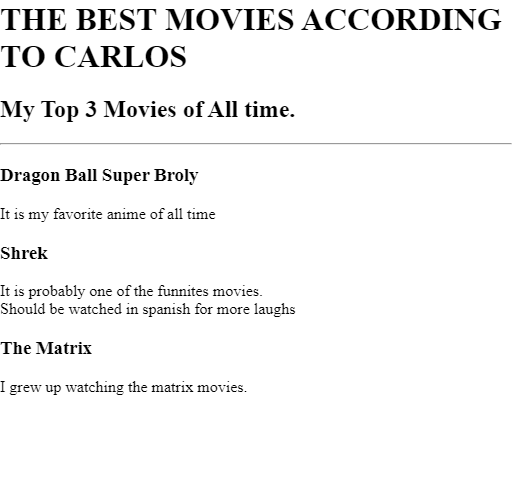 THE BEST MOVIES ACCORDING
TO CARLOS
My Top 3 Movies of All time.
Dragon Ball Super Broly
It is my favorite anime of all time
Shrek
It is probably one of the funnites movies.
Should be watched in spanish for more laughs
The Matrix
I grew up watching the matrix movies.